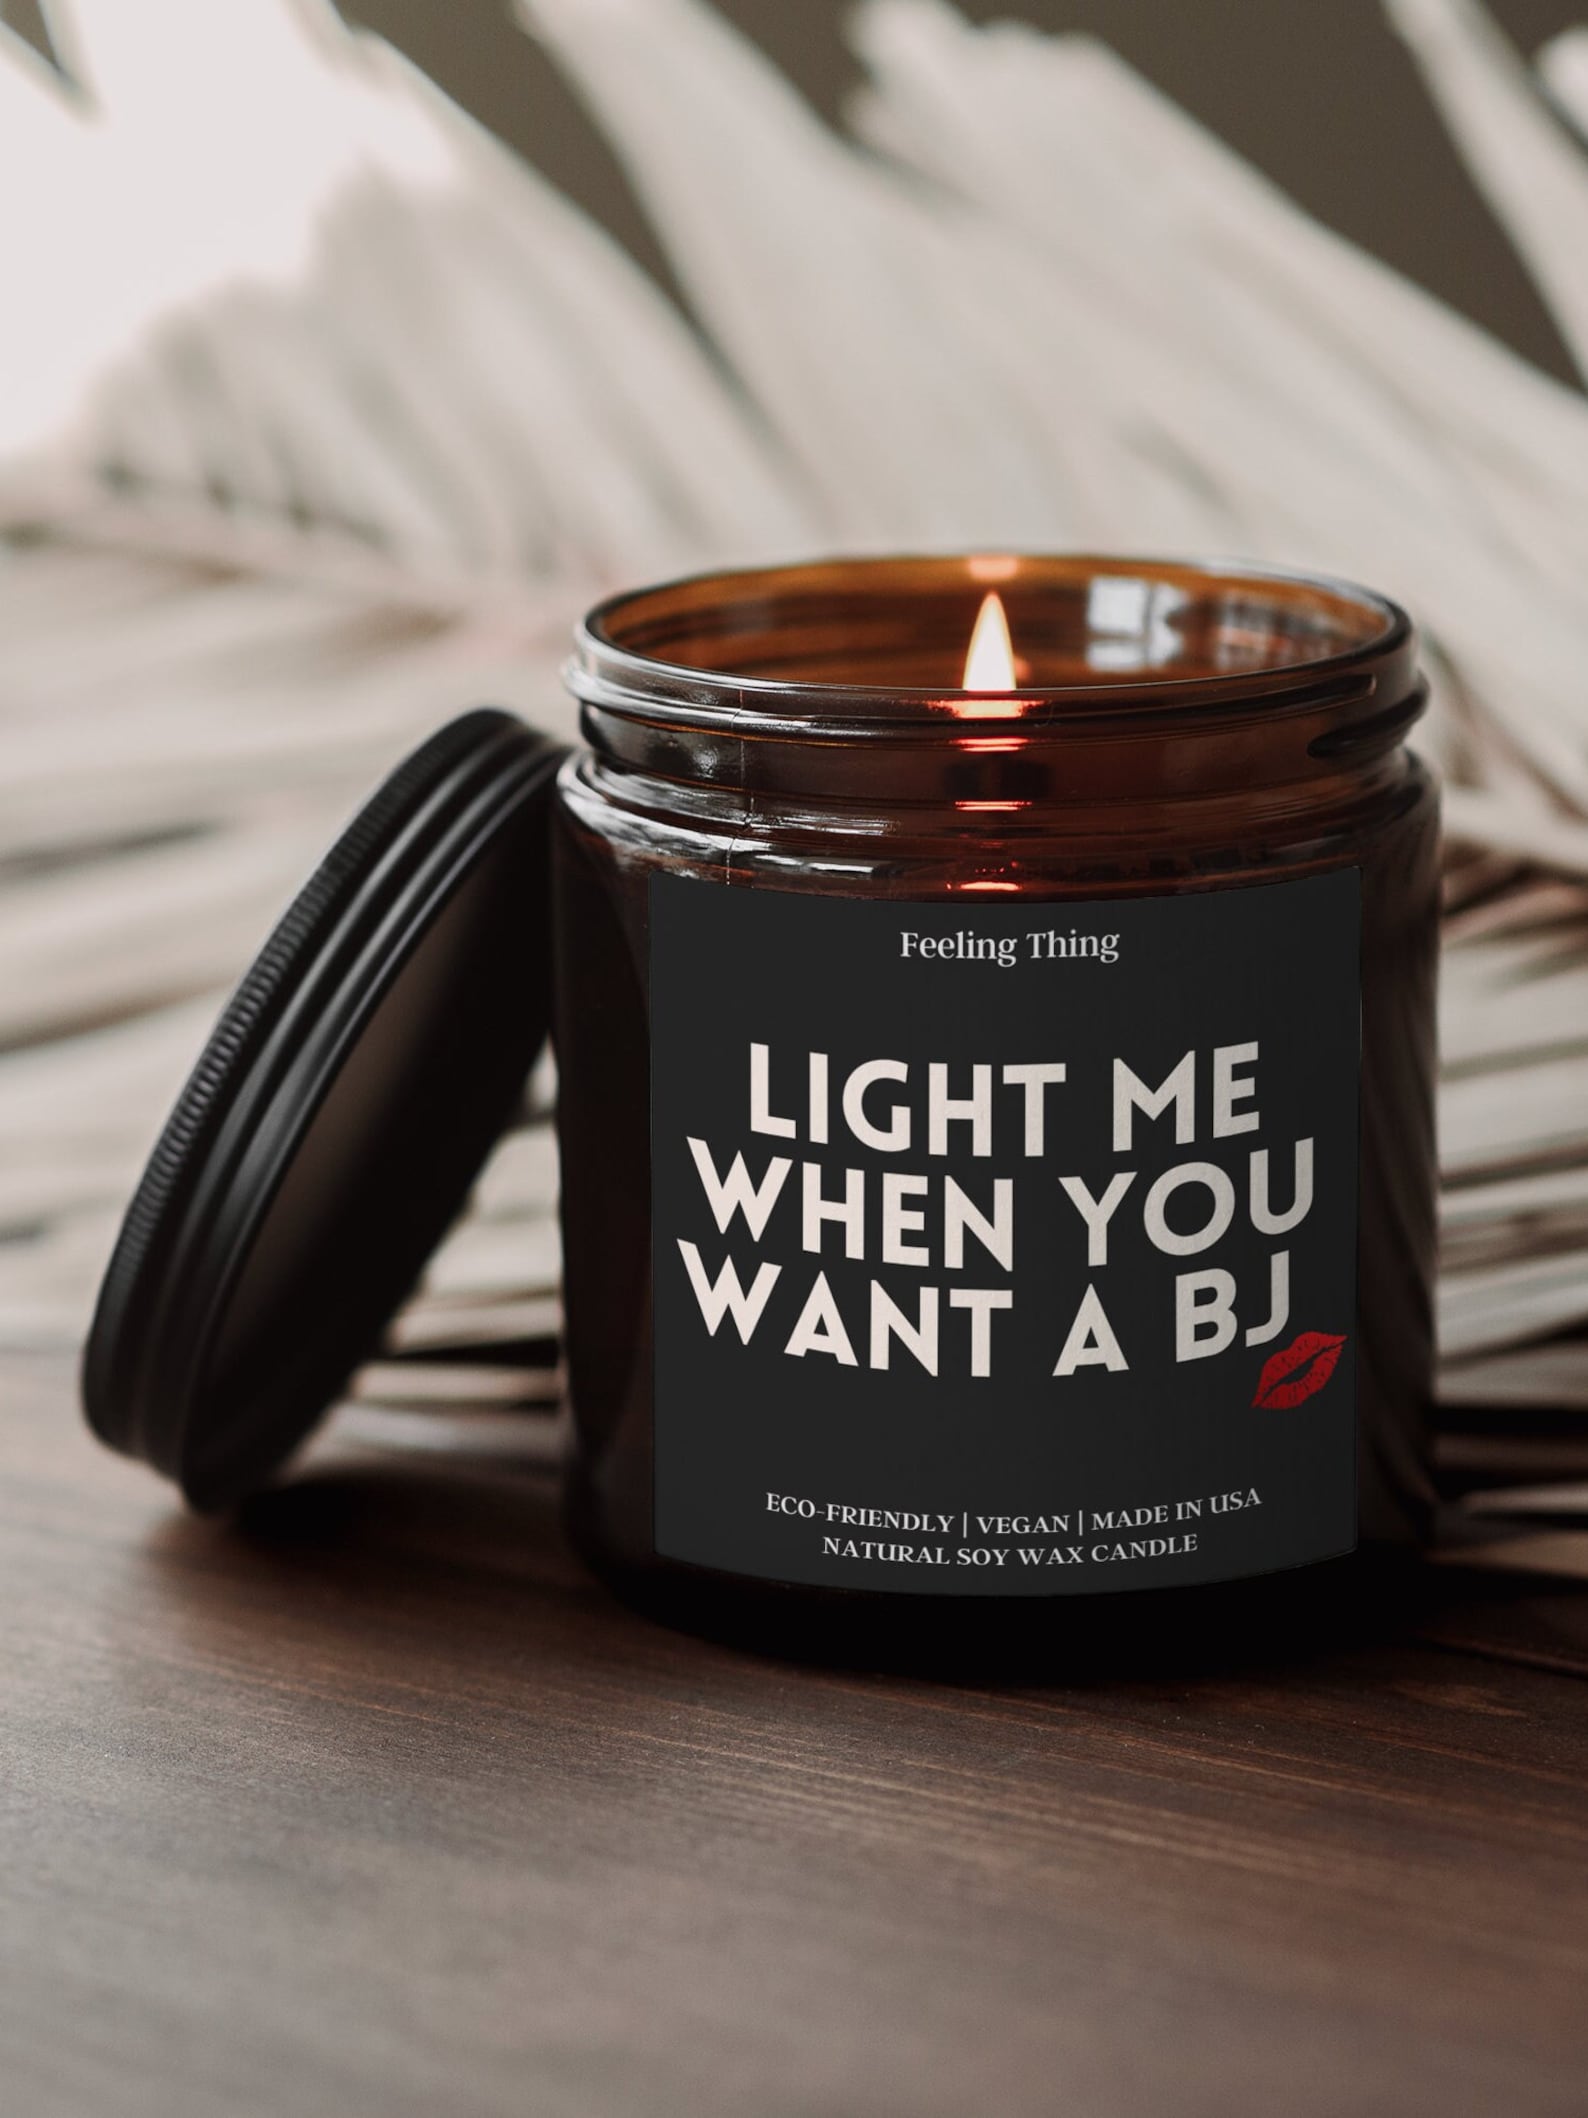 Feeling Thing
LIGHT ME
WHEN YOU
WANT A BJ
ECO-FRIENDLY | VEGAN | MADE IN USA
NATURAL SOY WAX CANDLE